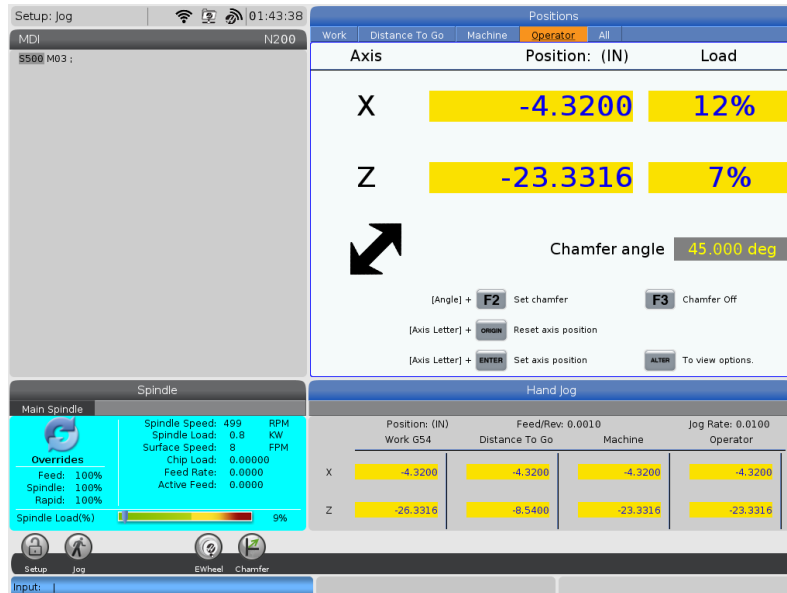 Setup: Jog 01:43:38
MDI N200
S500 M03 ;
Positions
Work Distance To Go Machine Operator All
Axis Position: (IN) Load
X -4.3200 12%
Z -23.3316 7%
Chamfer angle 45.000 deg
[Angle] + F2 Set chamfer F3 Chamfer Off
[Axis Letter] + ORIGIN Reset axis position
[Axis Letter] + ENTER Set axis position ALTER To view options.
Spindle
Main Spindle
Overrides
Feed: 100%
Spindle: 100%
Rapid: 100%
Spindle Speed: 499 RPM
Spindle Load: 0.8 KW
Surface Speed: 8 FPM
Chip Load: 0.00000
Feed Rate: 0.0000
Active Feed: 0.0000
Spindle Load(%) 9%
Hand Jog
Position: (IN) Feed/Rev: 0.0010 Jog Rate: 0.0100
Work G54 Distance To Go Machine Operator
X -4.3200 -4.3200 -4.3200 -4.3200
Z -26.3316 -8.5400 -23.3316 -23.3316
Setup Jog EWheel Chamfer
Input: